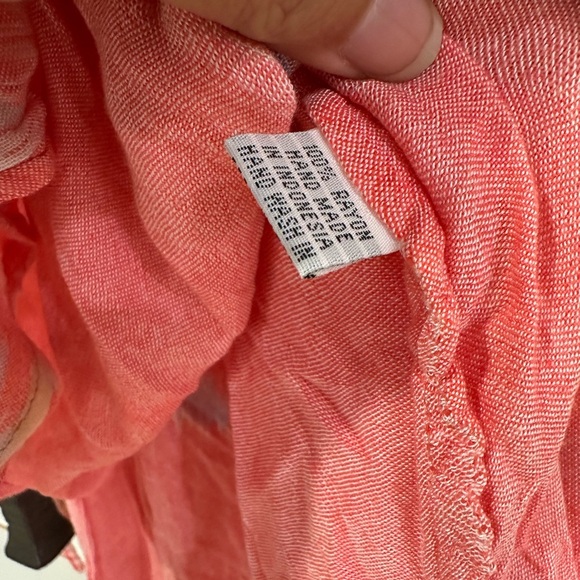 100% RAYON
HAND MADE
IN INDONESIA
HAND WASH IN